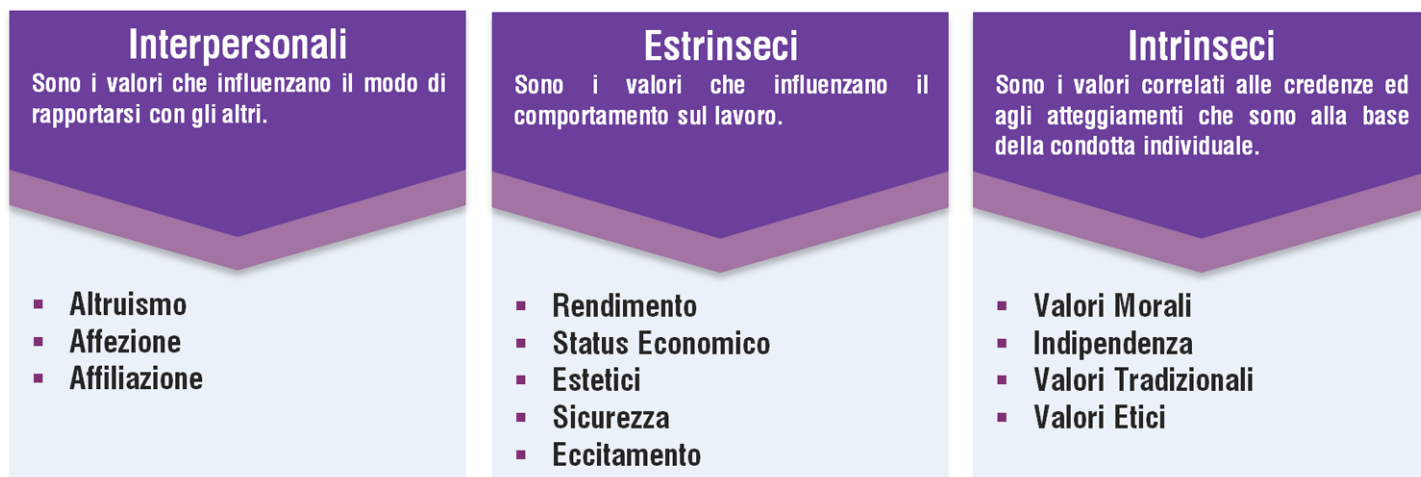 Interpersonali
Sono i valori che influenzano il modo di
rapportarsi con gli altri.
Altruismo
Affezione
Affiliazione
Estrinseci
Sono i valori che influenzano il
comportamento sul lavoro.
Rendimento
Status Economico
Estetici
Sicurezza
Eccitamento
Intrinseci
Sono i valori correlati alle credenze ed
agli atteggiamenti che sono alla base
della condotta individuale.
Valori Morali
Indipendenza
Valori Tradizionali
Valori Etici